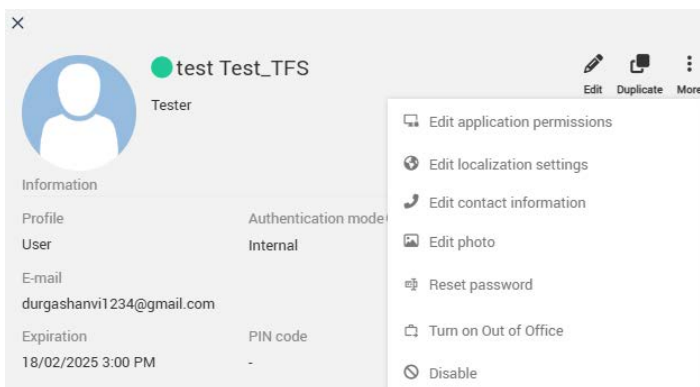 test Test_TFS
Tester
Edit Duplicate More
Edit application permissions
Edit localization settings
Edit contact information
Edit photo
Reset password
Turn on Out of Office
Disable
Information
Profile
User
Authentication mode
Internal
E-mail
durgashanvi1234@gmail.com
Expiration
18/02/2025 3:00 PM
PIN code
-